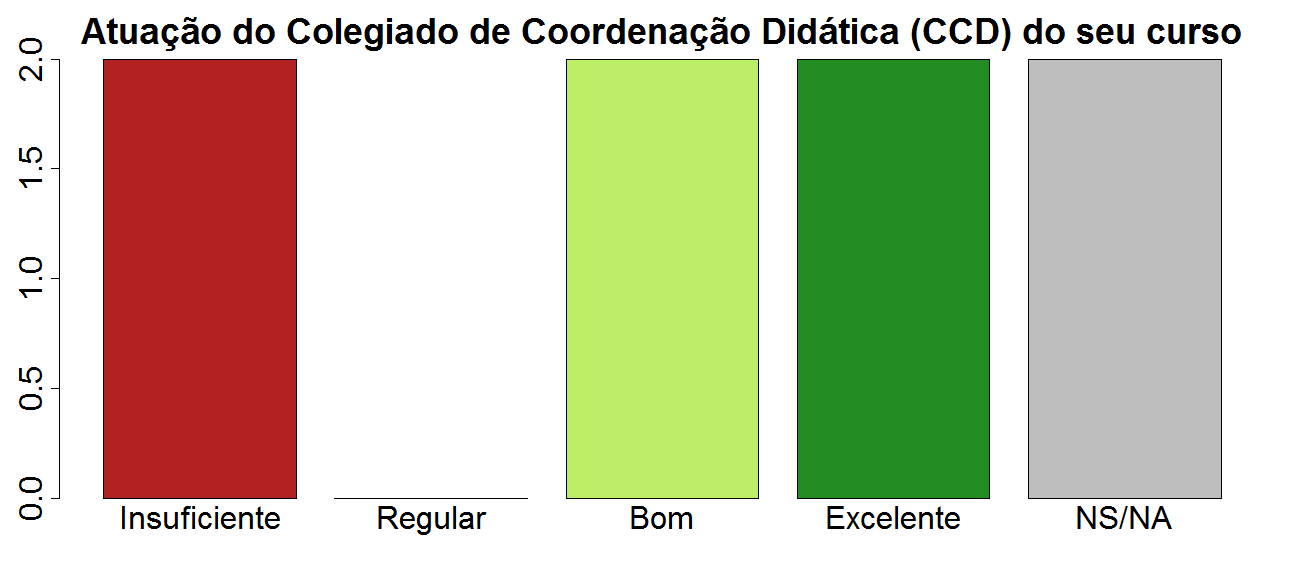 Atuação do Colegiado de Coordenação Didática (CCD) do seu curso
2.0
1.5
1.0
0.5
0.0
Insuficiente Regular Bom Excelente NS/NA